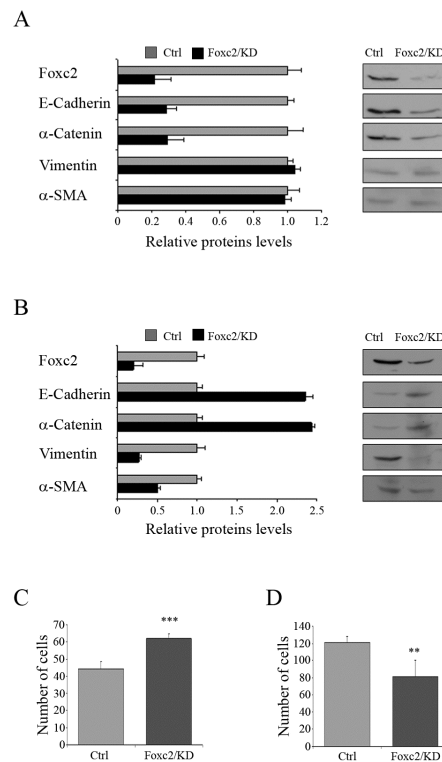 A
Ctrl Foxc2/KD
Ctrl Foxc2/KD
Foxc2
E-Cadherin
α-Catenin
Vimentin
α-SMA
0 0.2 0.4 0.6 0.8 1.0 1.2
Relative proteins levels
B
Ctrl Foxc2/KD
Ctrl Foxc2/KD
Foxc2
E-Cadherin
α-Catenin
Vimentin
α-SMA
0 0.5 1.0 1.5 2.0 2.5
Relative proteins levels
C
Number of cells
70
60
50
40
30
20
10
0
***
Ctrl Foxc2/KD
D
Number of cells
140
120
100
80
60
40
20
0
**
Ctrl Foxc2/KD